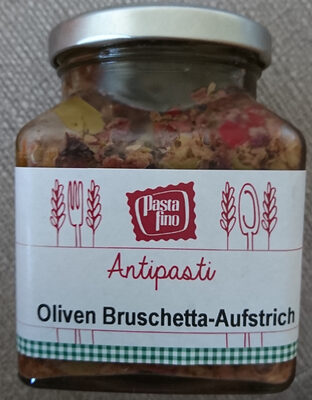 Pasta
fino
Antipasti
Oliven Bruschetta-Aufstrich